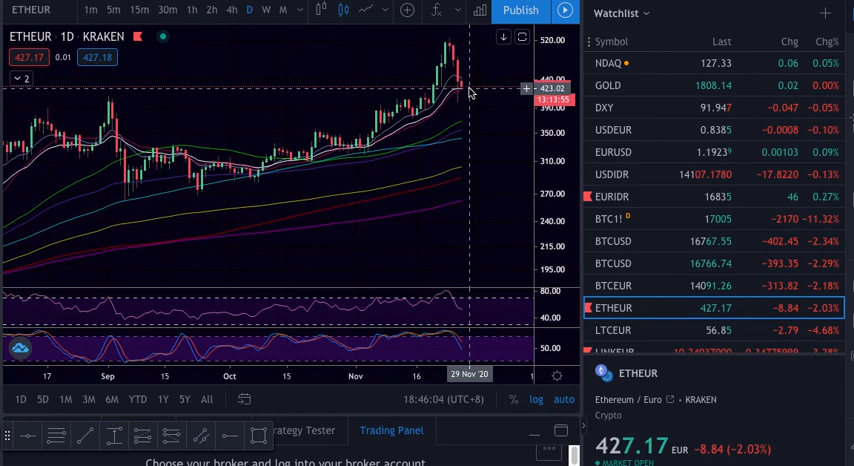 ETHEUR 1m 5m 15m 30m 1h 2h 4h D W M Publish
ETHEUR · 1D · KRAKEN
427.17 0.01 427.18
2
520.00
440.00
423.02
13:13:55
390.00
350.00
310.00
270.00
240.00
215.00
195.00
80.00
40.00
50.00
17 Sep 15 Oct 15 Nov 16 29 Nov '20
1D 5D 1M 3M 6M YTD 1Y 5Y All 18:46:04 (UTC+8) % log auto
rategy Tester Trading Panel
Choose your broker and log into your broker account
Watchlist
Symbol Last Chg Chg%
NDAQ 127.33 0.06 0.05%
GOLD 1808.14 0.02 0.00%
DXY 91.947 −0.047 −0.05%
USDEUR 0.8385 −0.0008 −0.10%
EURUSD 1.19239 0.00103 0.09%
USDIDR 14107.1780 −17.8220 −0.13%
EURIDR 16835 46 0.27%
BTC1! D 17005 −2170 −11.32%
BTCUSD 16767.55 −402.45 −2.34%
BTCUSD 16766.74 −393.35 −2.29%
BTCEUR 14091.26 −313.82 −2.18%
ETHEUR 427.17 −8.84 −2.03%
LTCEUR 56.85 −2.79 −4.68%
LINKEUR 10.24037000 −0.34775999 −3.28%
ETHEUR
Ethereum / Euro · KRAKEN
Crypto
427.17 EUR −8.84 (−2.03%)
MARKET OPEN